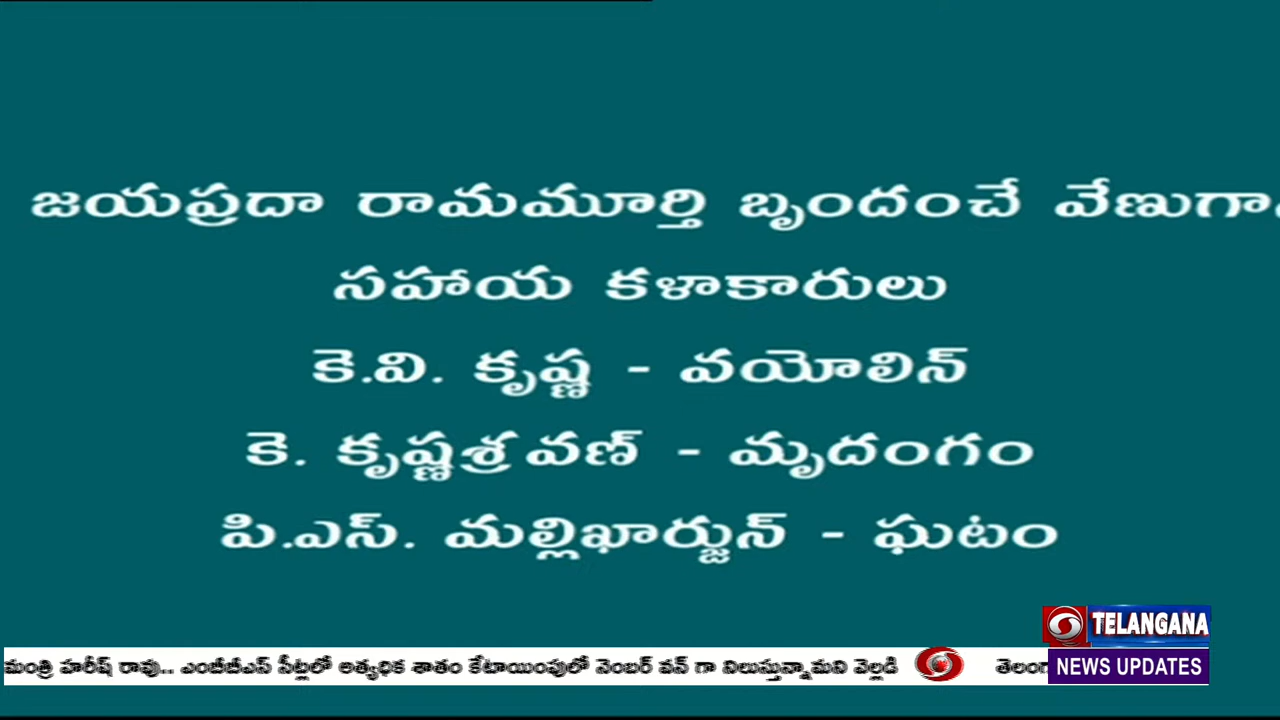 జయప్రదా రామమూర్తి బృందంచే వేణుగా
సహాయ కళాకారులు
కె.వి. కృష్ణ - వయోలిన్
కె. కృష్ణశ్రవణ్ - మృదంగం
పి.ఎస్. మల్లిఖార్జున్ - ఘటం
TELANGANA
మంత్రి హరీష్ రావు.. ఎంబీబీఎస్ సీట్లలో అత్యధిక శాతం కేటాయింపులో నెంబర్ వన్ గా నిలుస్తున్నామని వెల్లడి తెలంగ
NEWS UPDATES